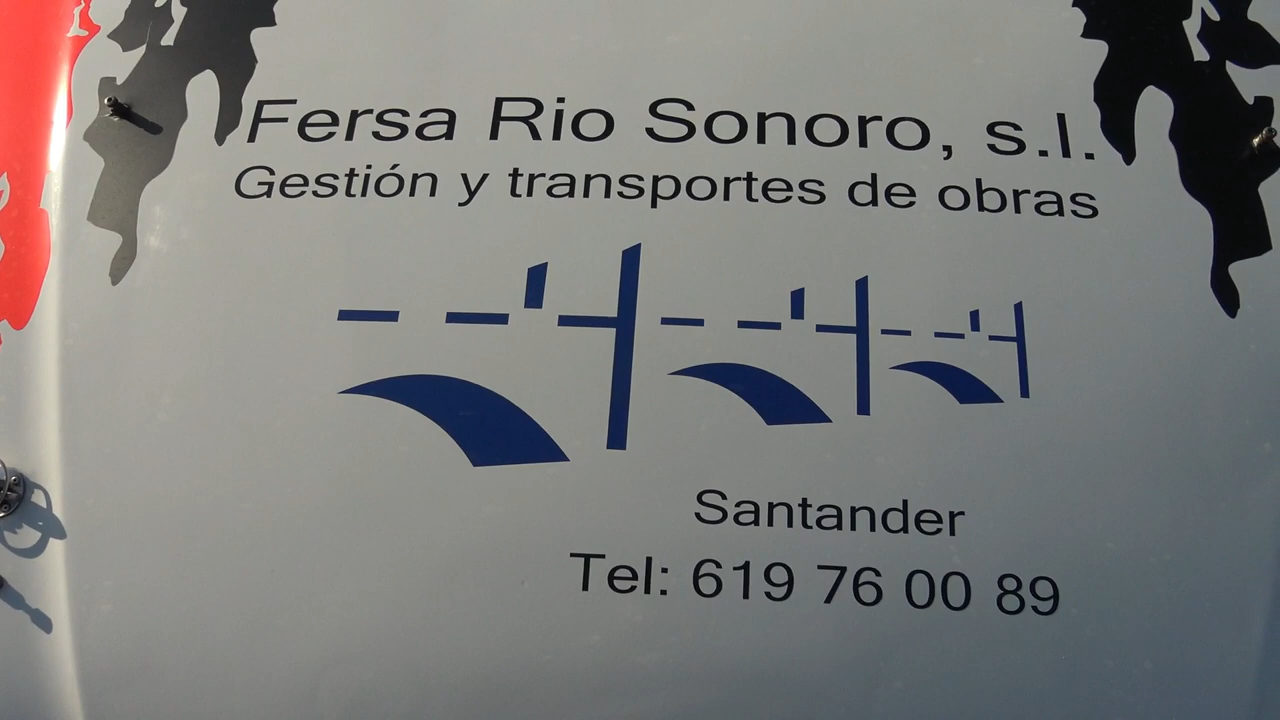 Fersa Rio Sonoro, s.l.
Gestión y transportes de obras
Santander
Tel: 619 76 00 89